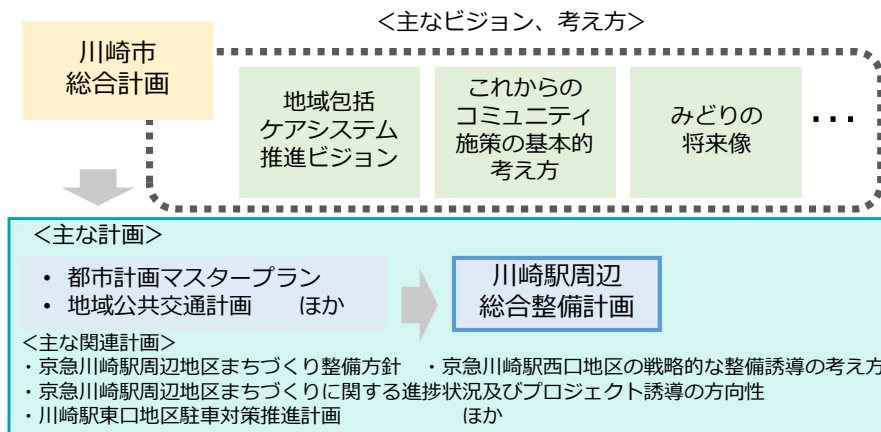 ＜主なビジョン、考え方＞
川崎市
総合計画
地域包括
ケアシステム
推進ビジョン
これからの
コミュニティ
施策の基本的
考え方
みどりの
将来像
・・・
＜主な計画＞
• 都市計画マスタープラン
• 地域公共交通計画　　ほか
川崎駅周辺
総合整備計画
＜主な関連計画＞
・京急川崎駅周辺地区まちづくり整備方針　・京急川崎駅西口地区の戦略的な整備誘導の考え方
・京急川崎駅周辺地区まちづくりに関する進捗状況及びプロジェクト誘導の方向性
・川崎駅東口地区駐車対策推進計画　　　　　　　ほか